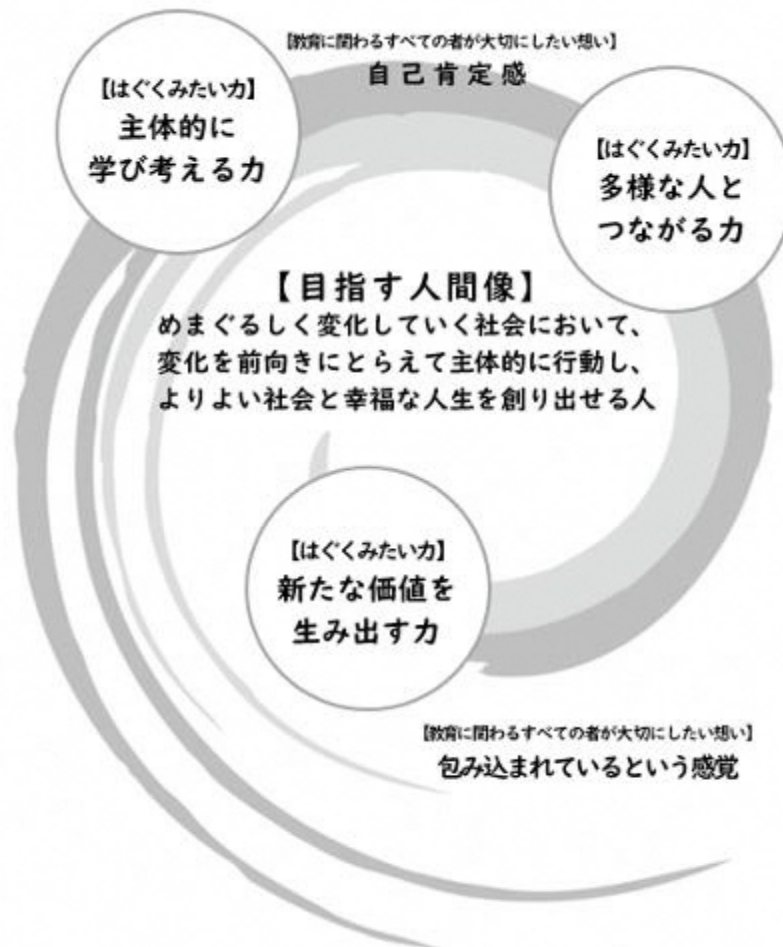 【教育に関わるすべての者が大切にしたい想い】
自己肯定感
【はぐくみたい力】
主体的に
学び考える力
【はぐくみたい力】
多様な人と
つながる力
【目指す人間像】
めまぐるしく変化していく社会において、
変化を前向きにとらえて主体的に行動し、
よりよい社会と幸福な人生を創り出せる人
【はぐくみたい力】
新たな価値を
生み出す力
【教育に関わるすべての者が大切にしたい想い】
包み込まれているという感覚